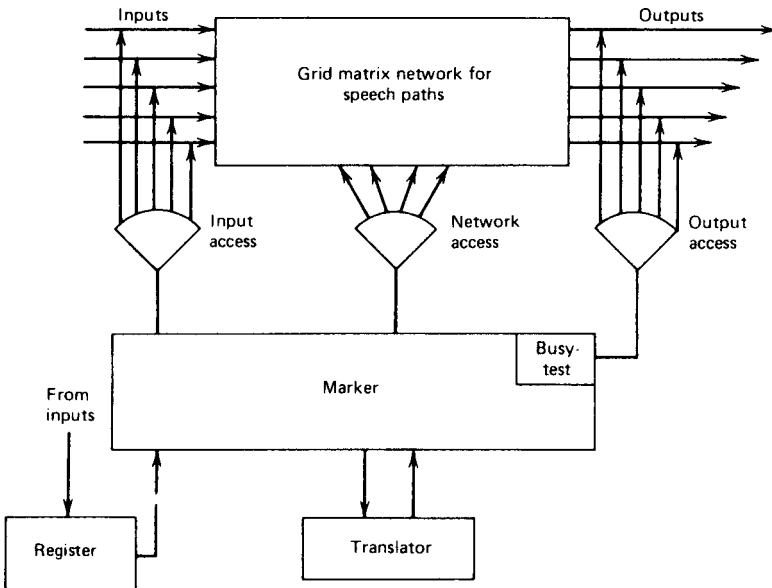 Inputs
Outputs
Grid matrix network for
speech paths
Input
access
Network
access
Output
access
Busy-
test
Marker
From
inputs
Register
Translator